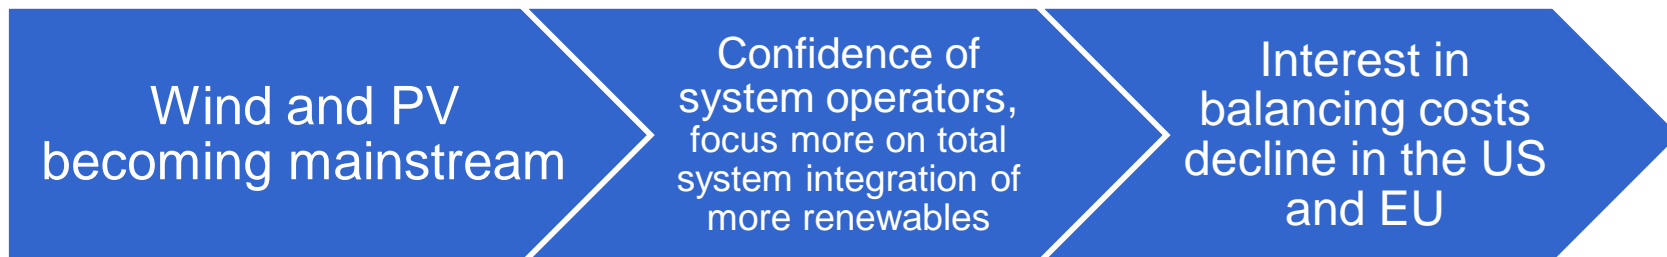 Wind and PV
becoming mainstream
Confidence of
system operators,
focus more on total
system integration of
more renewables
Interest in
balancing costs
decline in the US
and EU